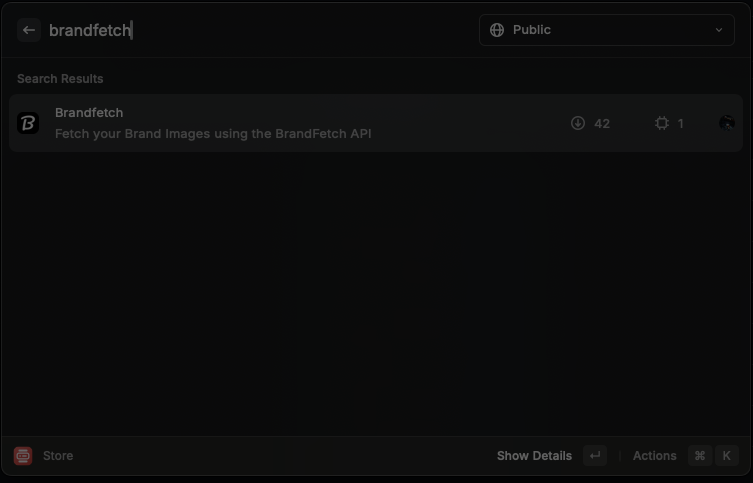 brandfetch
Public
Search Results
Brandfetch
Fetch your Brand Images using the BrandFetch API
42
1
Store
Show Details
Actions
⌘ K